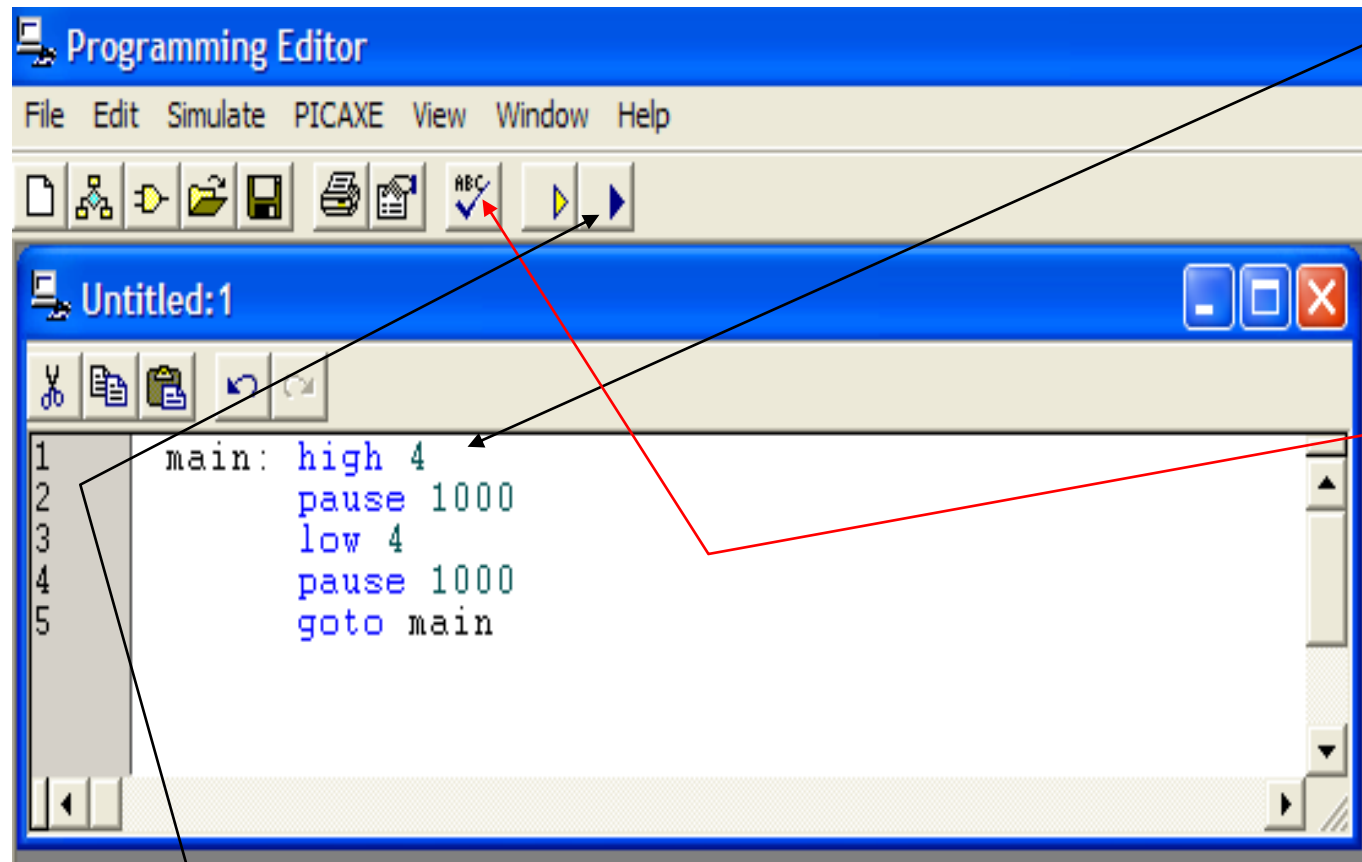 Programming Editor
File Edit Simulate PICAXE View Window Help
ABC
Untitled:1
1 main: high 4
2 pause 1000
3 low 4
4 pause 1000
5 goto main